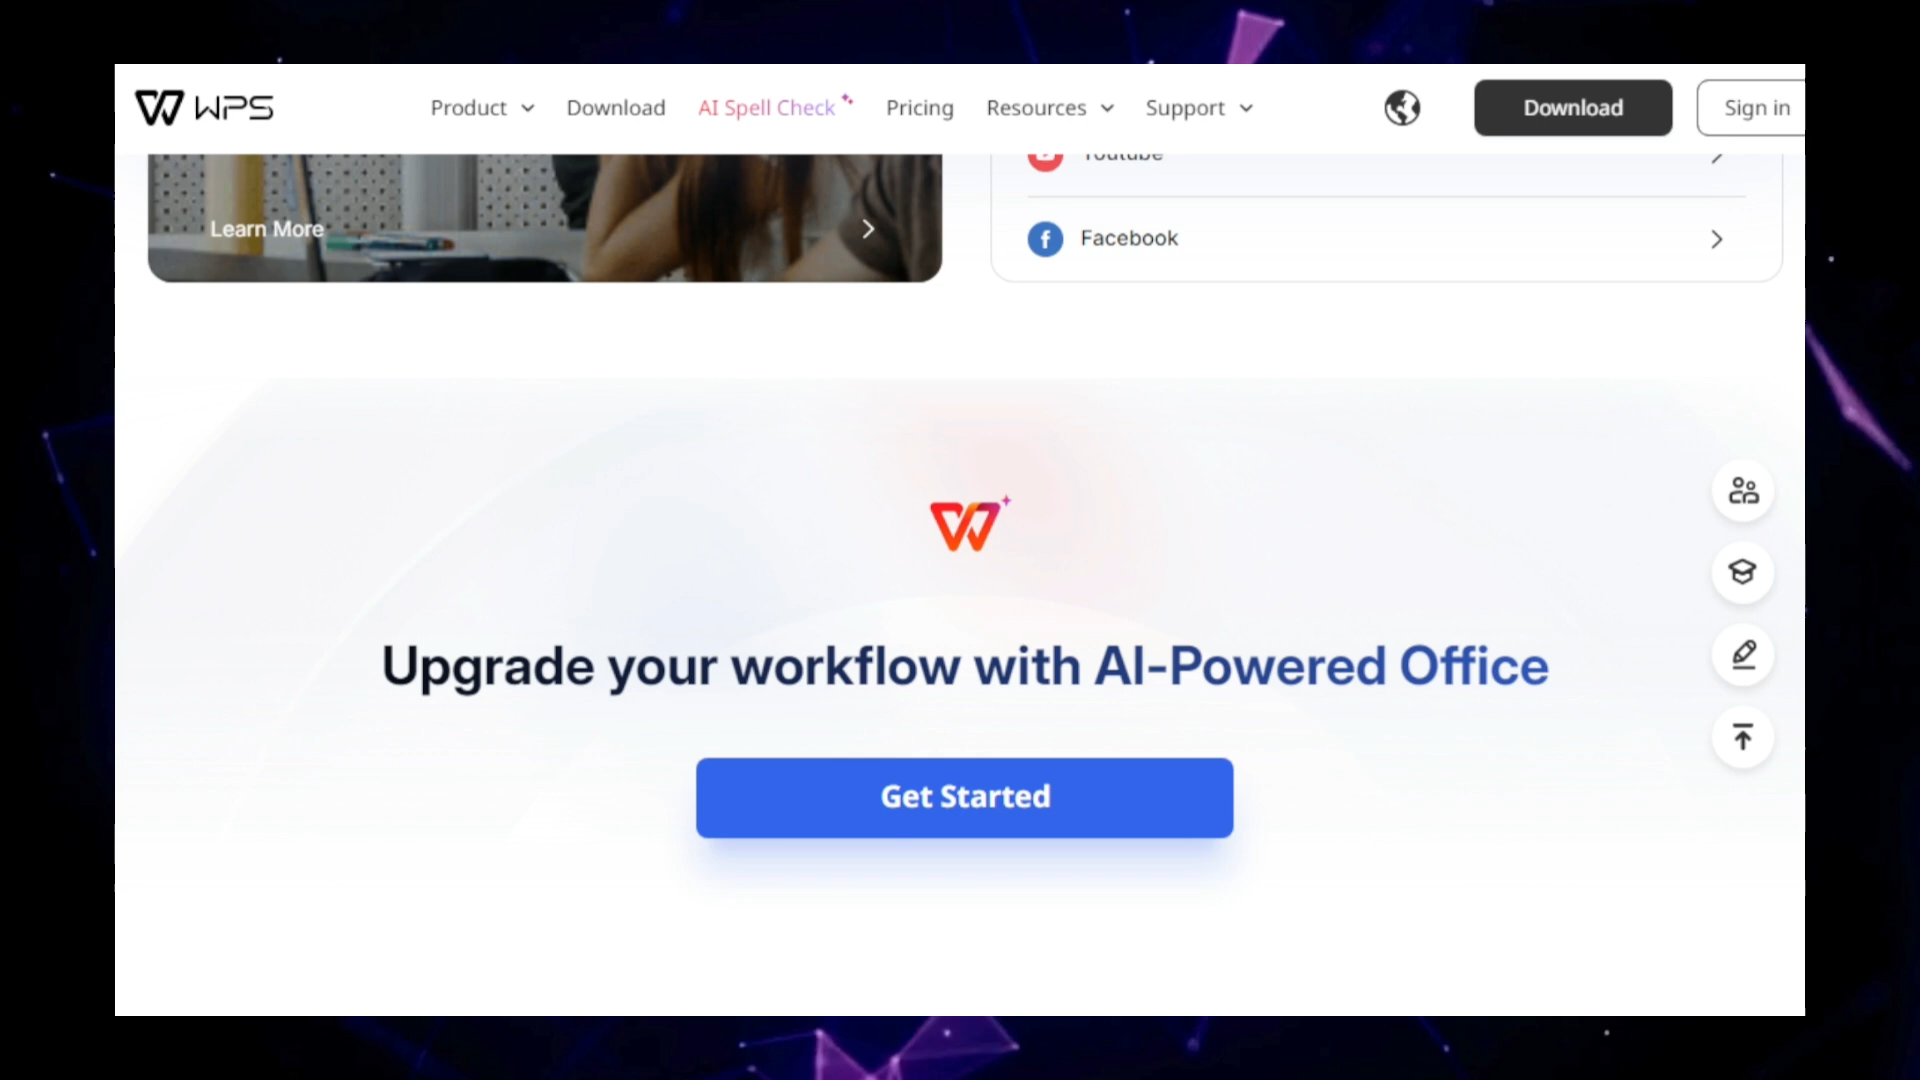 WPS
Product Download AI Spell Check Pricing Resources Support Download Sign in
Youtube
Learn More
Facebook
Upgrade your workflow with AI-Powered Office
Get Started